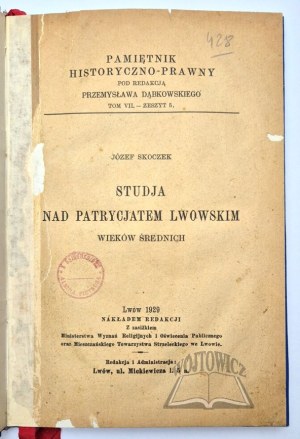 428
PAMIĘTNIK
HISTORYCZNO-PRAWNY
POD REDAKCJĄ
PRZEMYSŁAWA DĄBKOWSKIEGO
TOM VII. — ZESZYT 5.
JÓZEF SKOCZEK
STUDJA
NAD PATRYCJATEM LWOWSKIM
WIEKÓW ŚREDNICH
Lwów 1929
NAKŁADEM REDAKCJI
Z zasiłkiem
Ministerstwa Wyznań Religijnych i Oświecenia Publicznego
oraz Mieszczańskiego Towarzystwa Strzeleckiego we Lwowie.
Redakcja i Administracja:
Lwów, ul. Mickiewicza
WÓJTOWICZ